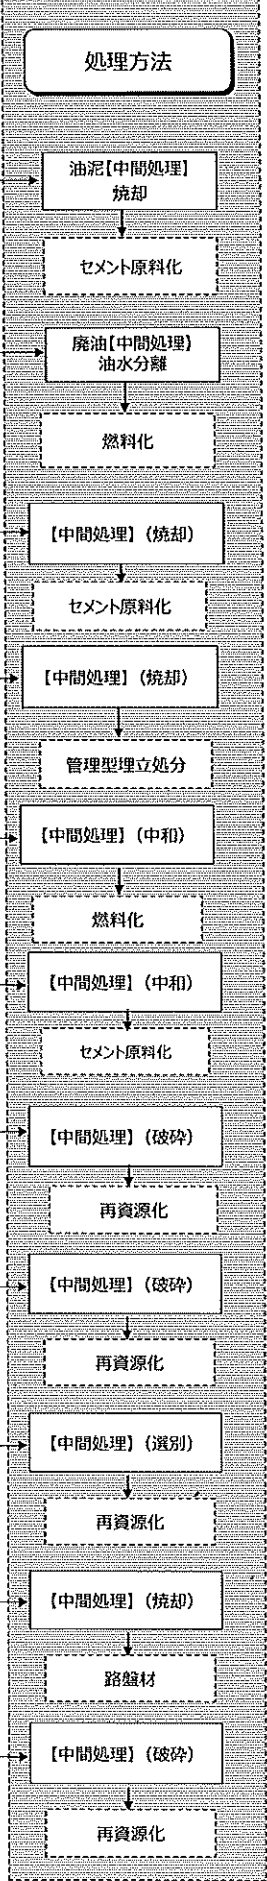 処理方法
油泥【中間処理】
焼却
セメント原料化
廃油【中間処理】
油水分離
燃料化
【中間処理】（焼却）
セメント原料化
【中間処理】（焼却）
管理型埋立処分
【中間処理】（中和）
燃料化
【中間処理】（中和）
セメント原料化
【中間処理】（破砕）
再資源化
【中間処理】（破砕）
再資源化
【中間処理】（選別）
再資源化
【中間処理】（焼却）
路盤材
【中間処理】（破砕）
再資源化